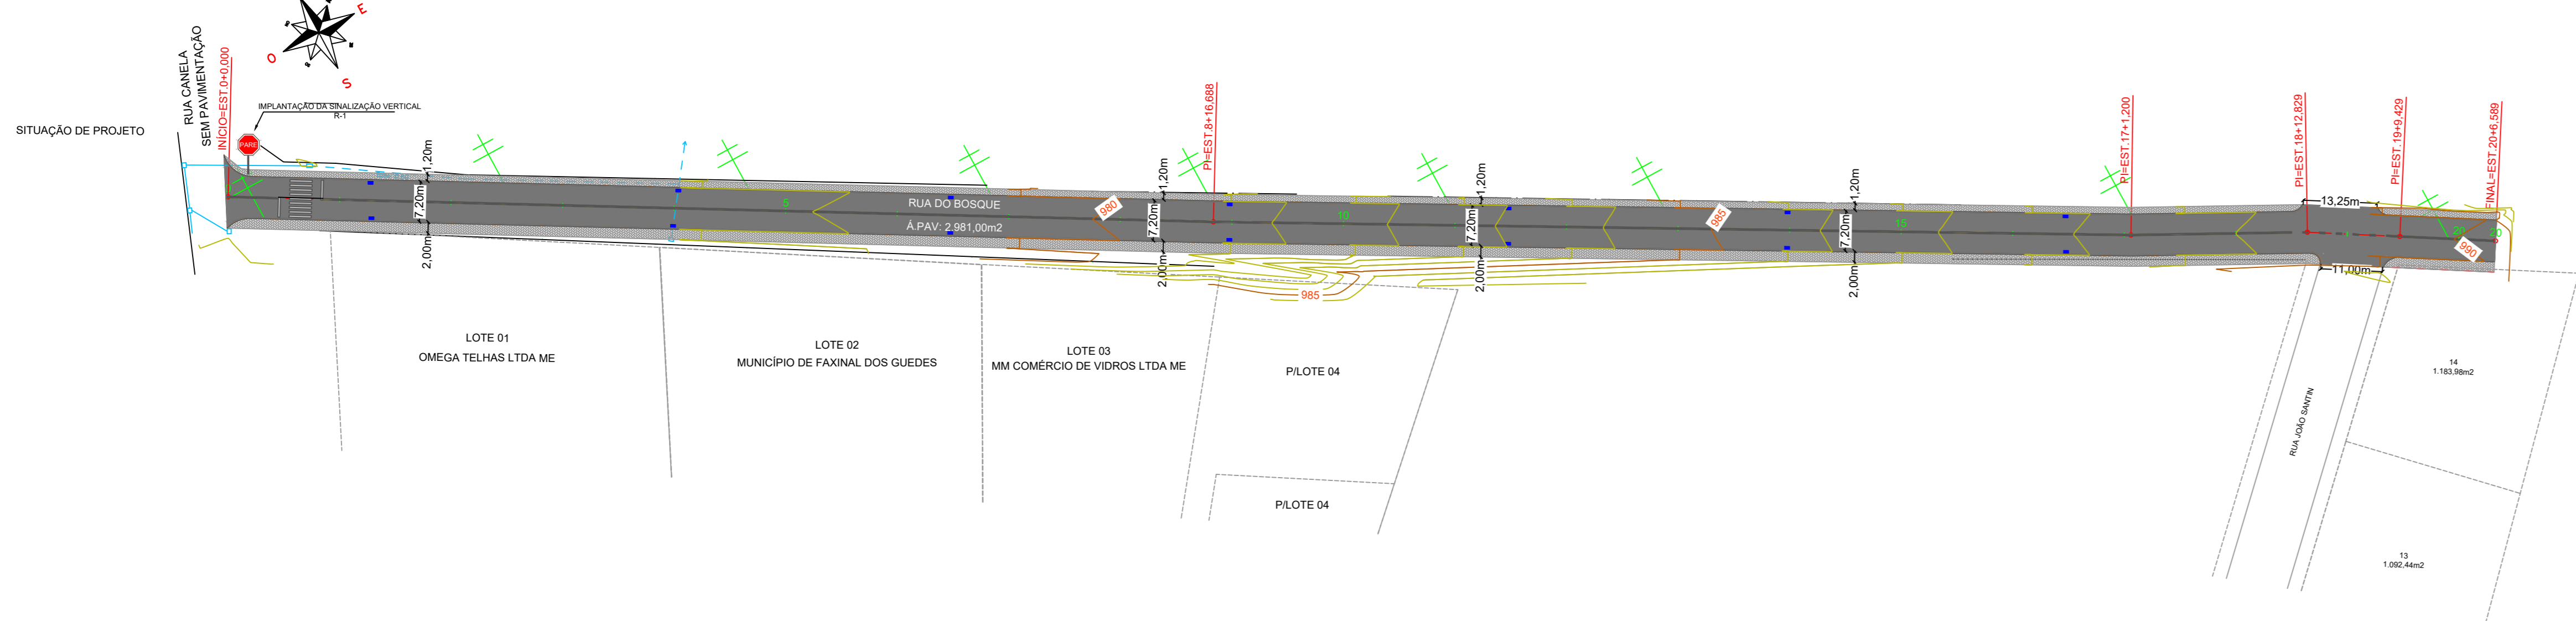 E
O
S
RUA CANELA
SEM PAVIMENTAÇÃO
INÍCIO=EST.0+0,000
IMPLANTAÇÃO DA SINALIZAÇÃO VERTICAL
R-1
SITUAÇÃO DE PROJETO
PARE
1,20m
7,20m
2,00m
5
RUA DO BOSQUE
Á.PAV: 2.981,00m2
980
1,20m
7,20m
2,00m
PI=EST.8+16,688
10
985
1,20m
7,20m
2,00m
985
1,20m
7,20m
2,00m
15
PI=EST.17+1,200
PI=EST.18+12,829
13,25m
PI=EST.19+9,429
FINAL=EST.20+6,589
20
20
990
11,00m
LOTE 01
OMEGA TELHAS LTDA ME
LOTE 02
MUNICÍPIO DE FAXINAL DOS GUEDES
LOTE 03
MM COMÉRCIO DE VIDROS LTDA ME
P/LOTE 04
P/LOTE 04
RUA JOÃO SANTIN
14
1.183,98m2
13
1.092,44m2